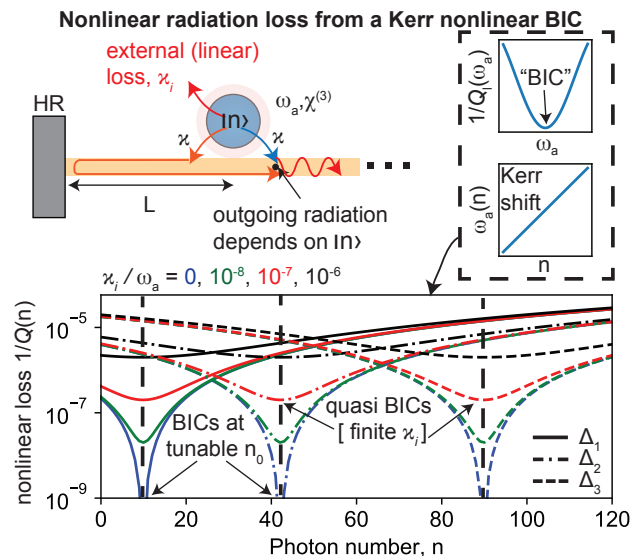 Nonlinear radiation loss from a Kerr nonlinear BIC
external (linear)
loss, ϰᵢ
HR
ωₐ, χ⁽³⁾
|n〉
ϰ
ϰ
L
outgoing radiation
depends on |n〉
1/Qₗ(ωₐ)
"BIC"
ωₐ
ωₐ(n)
Kerr
shift
n
ϰᵢ / ωₐ = 0, 10⁻⁸, 10⁻⁷, 10⁻⁶
nonlinear loss 1/Q(n)
10⁻⁵
10⁻⁷
10⁻⁹
BICs at
tunable n₀
quasi BICs
[ finite ϰᵢ ]
Δ₁
Δ₂
Δ₃
0 20 40 60 80 100 120
Photon number, n